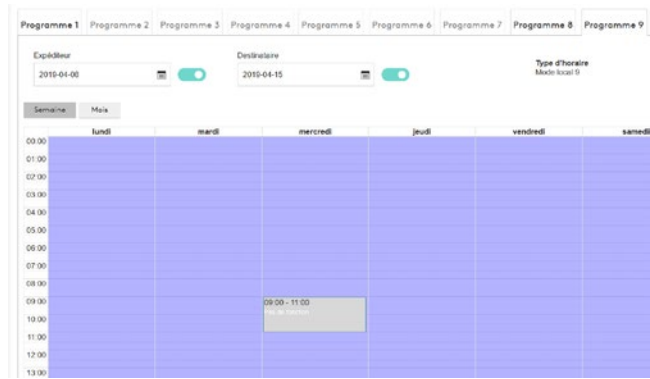 Programme 1 Programme 2 Programme 3 Programme 4 Programme 5 Programme 6 Programme 7 Programme 8 Programme 9
Expéditeur Destinataire
Type d'horaire
2019-04-08 2019-04-15 Mode local 9
Semaine Mois
lundi mardi mercredi jeudi vendredi samedi
00:00
01:00
02:00
03:00
04:00
05:00
06:00
07:00
08:00
09:00 09:00 - 11:00
10:00
11:00
12:00
13:00